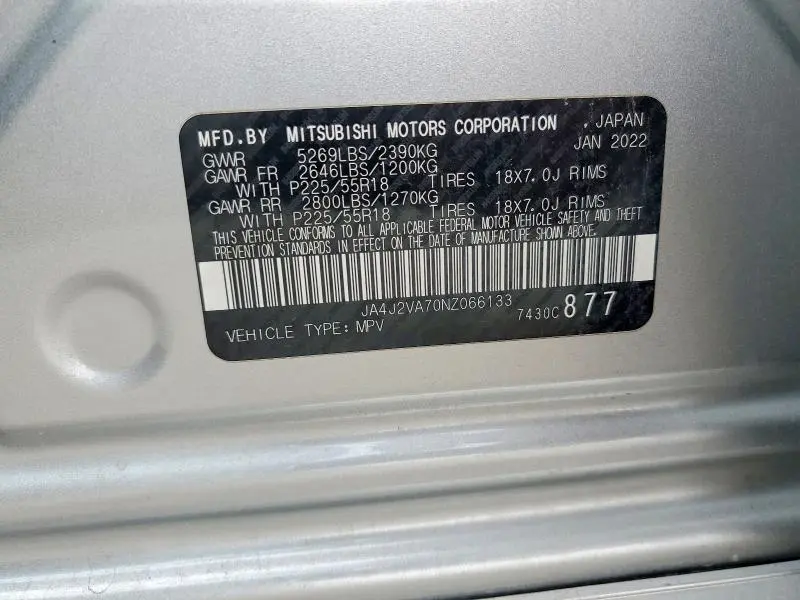 MFD.BY MITSUBISHI MOTORS CORPORATION , JAPAN
JAN 2022
GVWR 5269LBS/2390KG
GAWR FR 2646LBS/1200KG
WITH P225/55R18 TIRES 18X7.0J RIMS
GAWR RR 2800LBS/1270KG
WITH P225/55R18 TIRES 18X7.0J RIMS
THIS VEHICLE CONFORMS TO ALL APPLICABLE FEDERAL MOTOR VEHICLE SAFETY AND THEFT
PREVENTION STANDARDS IN EFFECT ON THE DATE OF MANUFACTURE SHOWN ABOVE.
JA4J2VA70NZ066133
7430C 877
VEHICLE TYPE: MPV